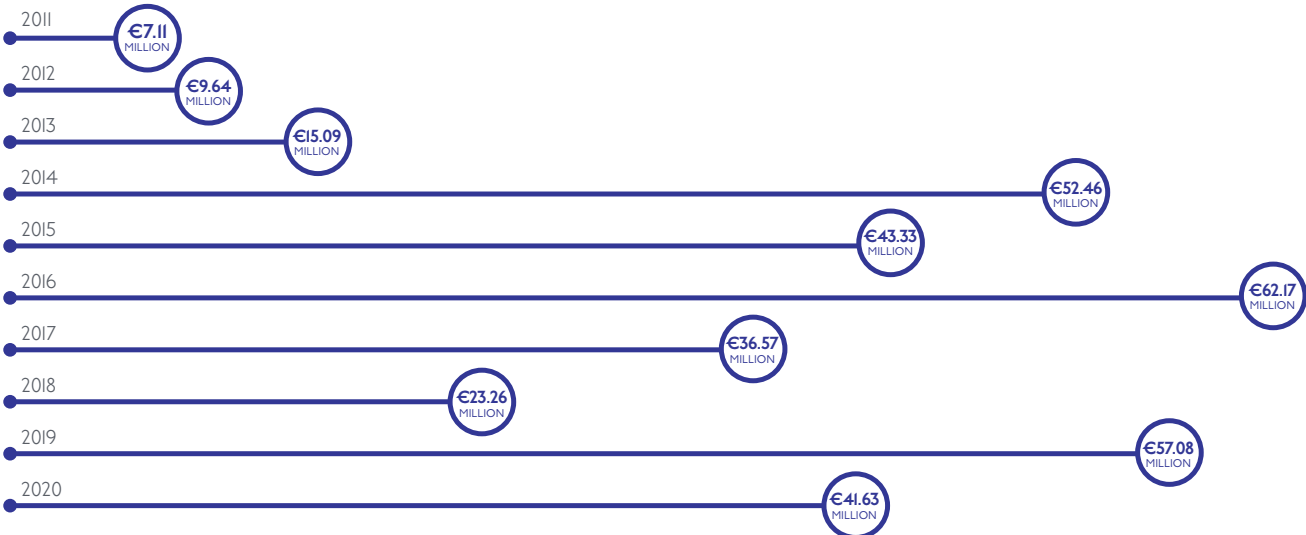 2011
€7.11
MILLION
2012
€9.64
MILLION
2013
€15.09
MILLION
2014
€52.46
MILLION
2015
€43.33
MILLION
2016
€62.17
MILLION
2017
€36.57
MILLION
2018
€23.26
MILLION
2019
€57.08
MILLION
2020
€41.63
MILLION